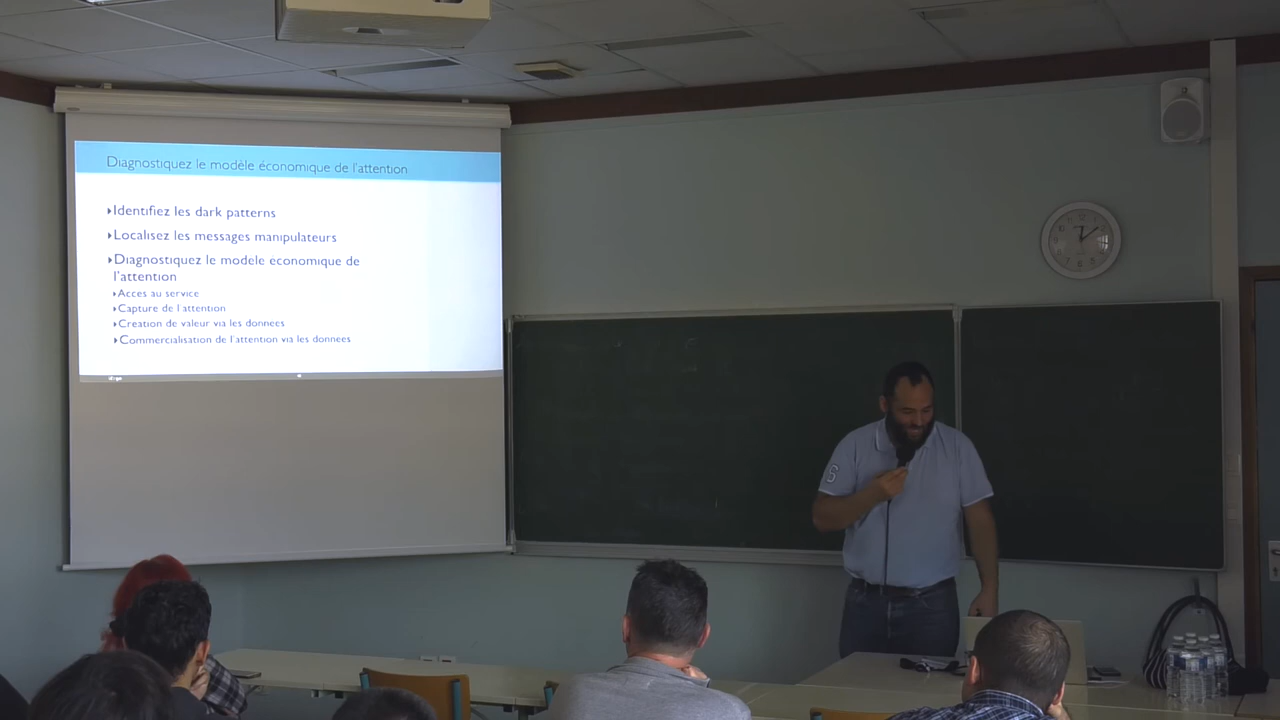 Diagnostiquez le modèle économique de l'attention
Identifiez les dark patterns
Localisez les messages manipulateurs
Diagnostiquez le modele economique de
l'attention
Acces au service
Capture de l'attention
Creation de valeur via les donnees
Commercialisation de l'attention via les donnees
6